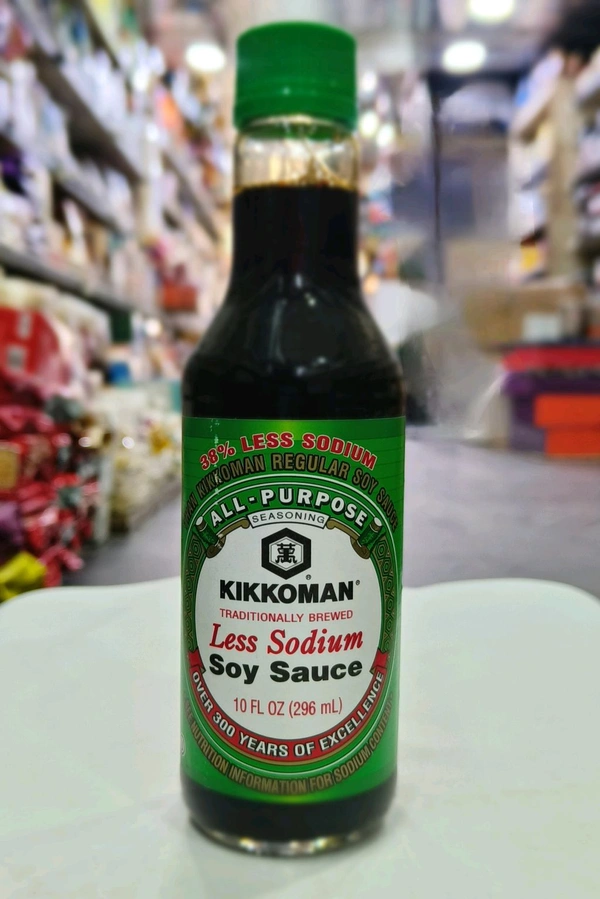 38% LESS SODIUM
KIKKOMAN REGULAR SOY SAUCE
ALL-PURPOSE
SEASONING
萬
KIKKOMAN®
TRADITIONALLY BREWED
Less Sodium
Soy Sauce
10 FL OZ (296 mL)
OVER 300 YEARS OF EXCELLENCE
NUTRITION INFORMATION FOR SODIUM